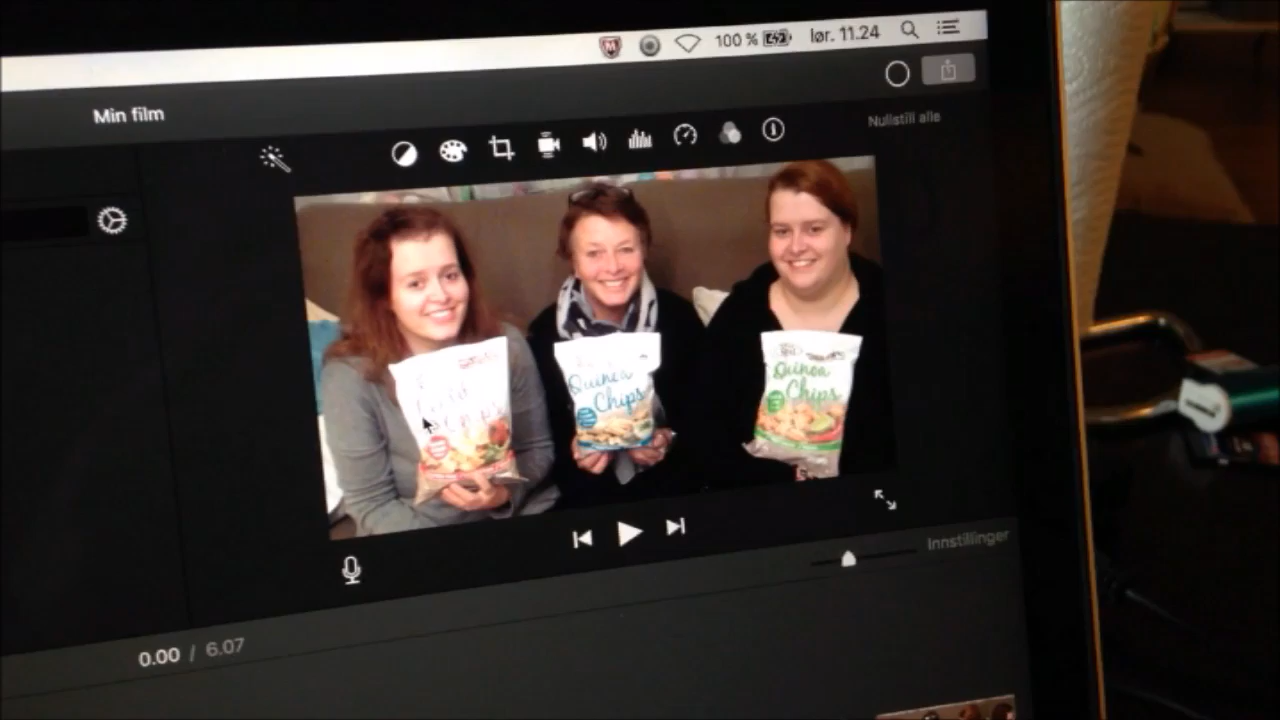 100 % lør. 11.24
Min film
Nullstill alle
Quinoa
Chips
Quinoa
Chips
Innstillinger
0.00 / 6.07